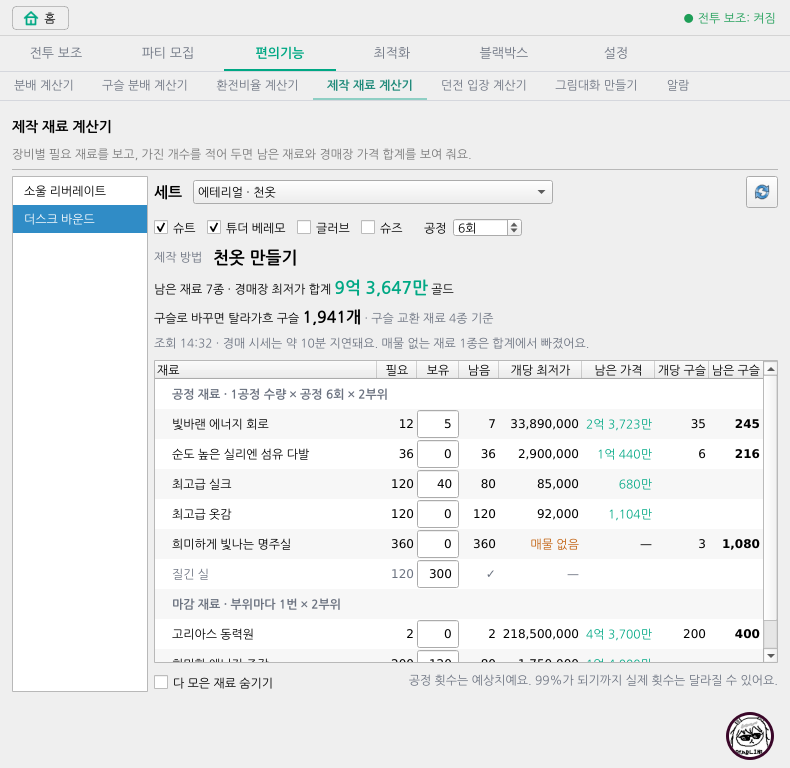 홈
전투 보조: 켜짐
전투 보조 파티 모집 편의기능 최적화 블랙박스 설정
분배 계산기 구슬 분배 계산기 환전비율 계산기 제작 재료 계산기 던전 입장 계산기 그림대화 만들기 알람
제작 재료 계산기
장비별 필요 재료를 보고, 가진 개수를 적어 두면 남은 재료와 경매장 가격 합계를 보여 줘요.
소울 리버레이트
더스크 바운드
세트 에테리얼 · 천옷
슈트 튜더 베레모 글러브 슈즈 공정 6회
제작 방법 천옷 만들기
남은 재료 7종 · 경매장 최저가 합계 9억 3,647만 골드
구슬로 바꾸면 탈라가흐 구슬 1,941개 · 구슬 교환 재료 4종 기준
조회 14:32 · 경매 시세는 약 10분 지연돼요. 매물 없는 재료 1종은 합계에서 빠졌어요.
재료 필요 보유 남음 개당 최저가 남은 가격 개당 구슬 남은 구슬
공정 재료 · 1공정 수량 × 공정 6회 × 2부위
빛바랜 에너지 회로 12 5 7 33,890,000 2억 3,723만 35 245
순도 높은 실리엔 섬유 다발 36 0 36 2,900,000 1억 440만 6 216
최고급 실크 120 40 80 85,000 680만
최고급 옷감 120 0 120 92,000 1,104만
희미하게 빛나는 명주실 360 0 360 매물 없음 — 3 1,080
질긴 실 120 300 ✓ —
마감 재료 · 부위마다 1번 × 2부위
고리아스 동력원 2 0 2 218,500,000 4억 3,700만 200 400
다 모은 재료 숨기기
공정 횟수는 예상치예요. 99%가 되기까지 실제 횟수는 달라질 수 있어요.